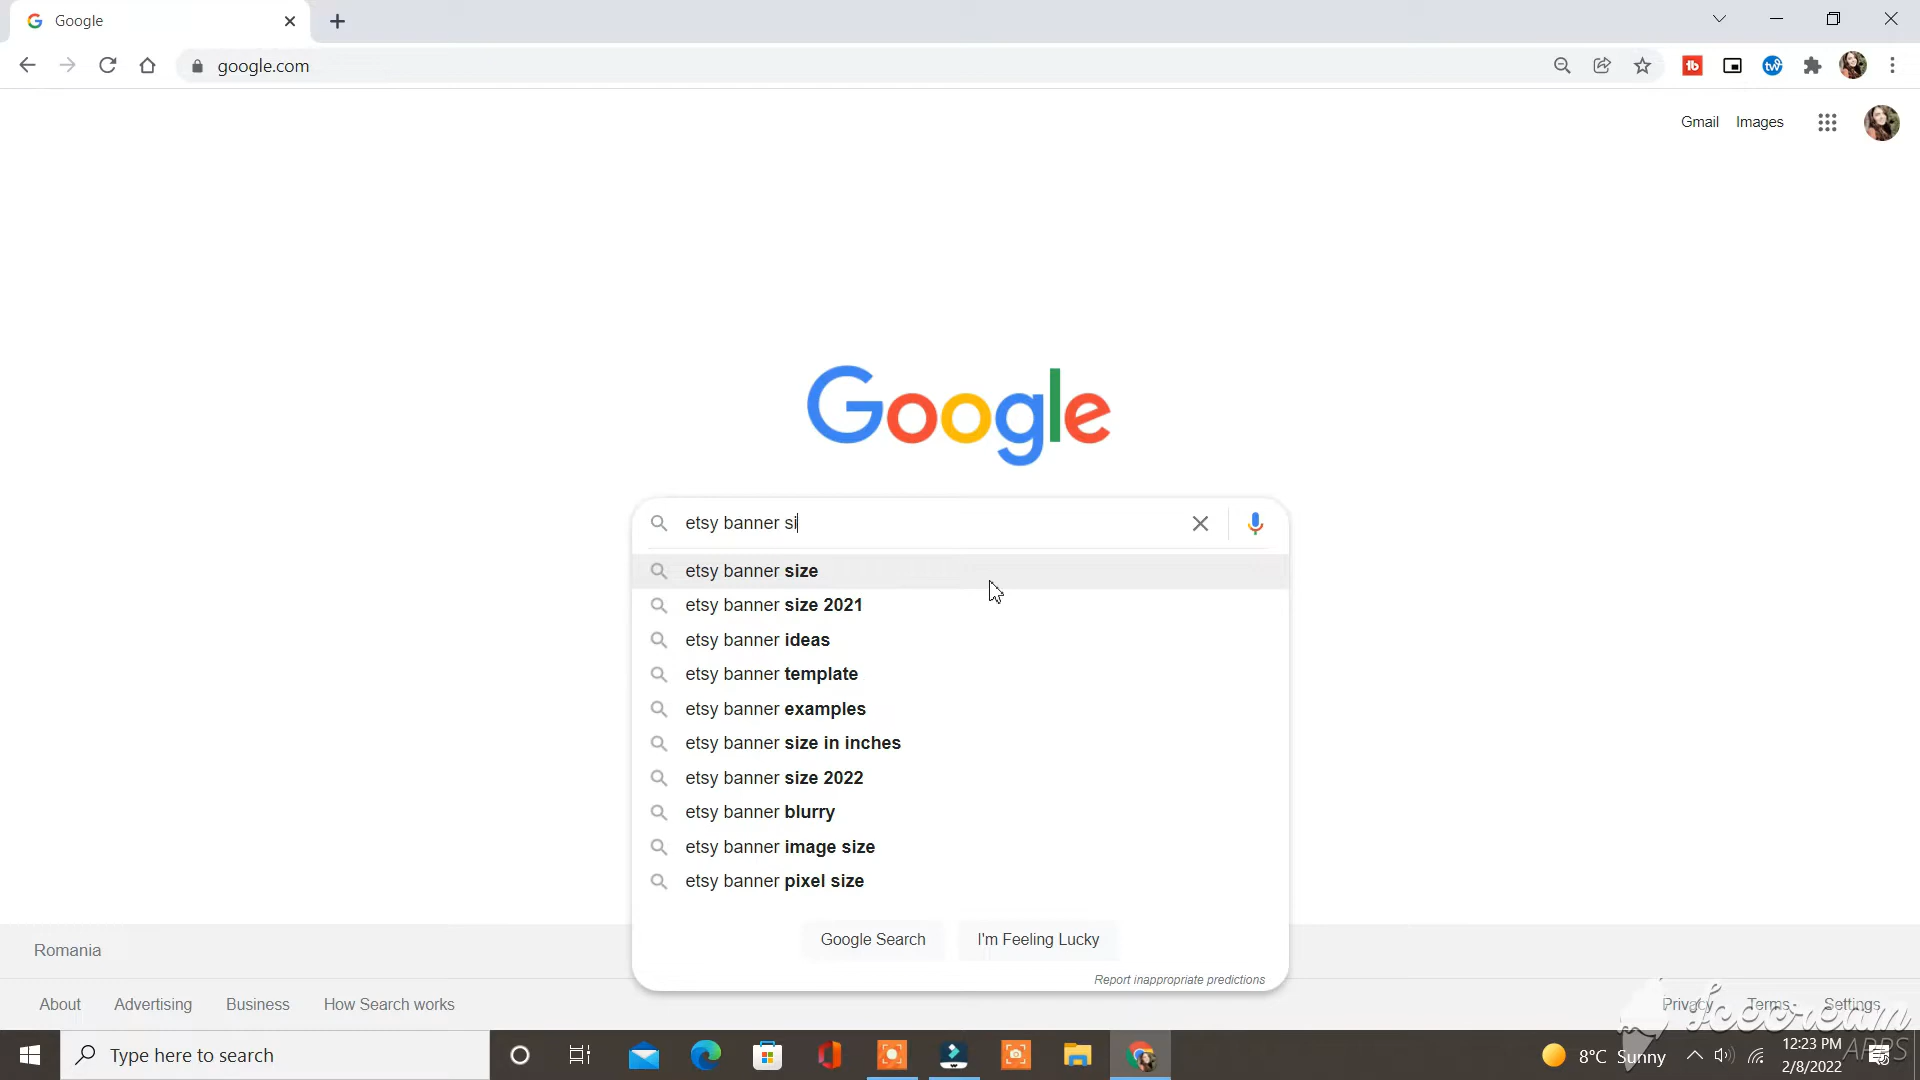 Google
google.com
Gmail Images
Google
etsy banner si
etsy banner size
etsy banner size 2021
etsy banner ideas
etsy banner template
etsy banner examples
etsy banner size in inches
etsy banner size 2022
etsy banner blurry
etsy banner image size
etsy banner pixel size
Google Search I'm Feeling Lucky
Report inappropriate predictions
Romania
About Advertising Business How Search works
Privacy Terms Settings
Icecream
APPS
Type here to search
8°C Sunny
12:23 PM
2/8/2022